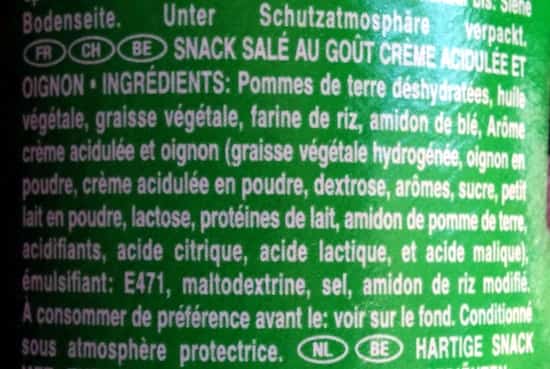 Bis. Siehe
Bodenseite. Unter Schutzatmosphäre verpackt.
FR CH BE SNACK SALÉ AU GOÛT CRÈME ACIDULÉE ET
OIGNON • INGRÉDIENTS: Pommes de terre déshydratées, huile
végétale, graisse végétale, farine de riz, amidon de blé, Arôme
crème acidulée et oignon (graisse végétale hydrogénée, oignon en
poudre, crème acidulée en poudre, dextrose, arômes, sucre, petit
lait en poudre, lactose, protéines de lait, amidon de pomme de terre,
acidifiants, acide citrique, acide lactique, et acide malique),
émulsifiant: E471, maltodextrine, sel, amidon de riz modifié.
À consommer de préférence avant le: voir sur le fond. Conditionné
sous atmosphère protectrice. NL BE HARTIGE SNACK